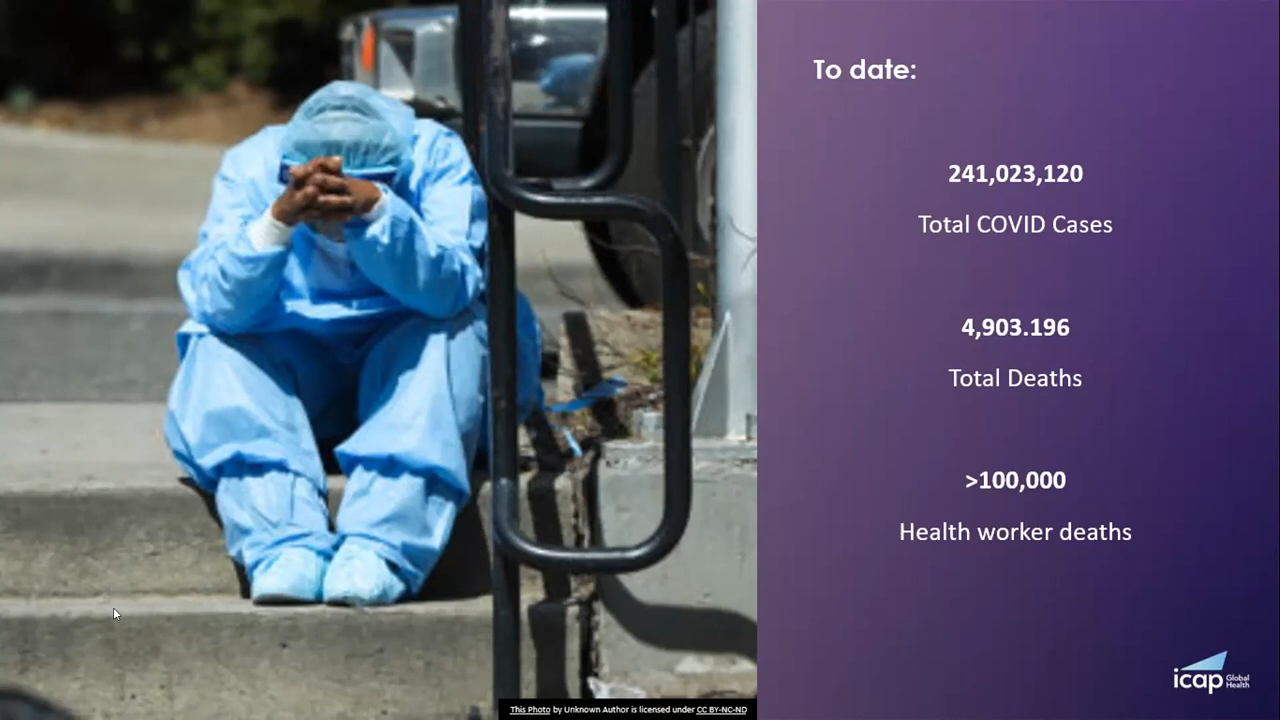 To date:
241,023,120
Total COVID Cases
4,903.196
Total Deaths
>100,000
Health worker deaths
icap Global Health
This Photo by Unknown Author is licensed under CC BY-NC-ND